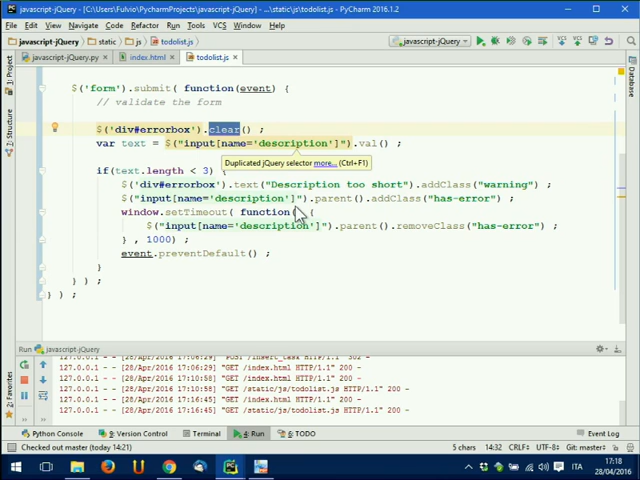 javascript-jQuery - [C:\Users\Fulvio\PycharmProjects\javascript-jQuery] - ...\static\js\todolist.js] - PyCharm 2016.1.2
File Edit View Navigate Code Refactor Run Tools VCS Window Help
javascript-jQuery static js todolist.js javascript-jQuery
javascript-jQuery.py index.html todolist.js
1: Project
7: Structure
2: Favorites
Database
$('form').submit( function(event) {
// validate the form
$('div#errorbox').clear() ;
var text = $("input[name='description']").val() ;
Duplicated jQuery selector more... (Ctrl+F1)
if(text.length < 3) {
$('div#errorbox').text("Description too short").addClass("warning") ;
$("input[name='description']").parent().addClass("has-error") ;
window.setTimeout( function( {
$("input[name='description']").parent().removeClass("has-error") ;
} , 1000) ;
event.preventDefault() ;
}
} ) ;
} ) ;
Run javascript-jQuery
127.0.0.1 - - [28/Apr/2016 17:06:29] "POST /insert_task HTTP/1.1" 302 -
127.0.0.1 - - [28/Apr/2016 17:06:29] "GET /index.html HTTP/1.1" 200 -
127.0.0.1 - - [28/Apr/2016 17:10:58] "GET /index.html HTTP/1.1" 200 -
127.0.0.1 - - [28/Apr/2016 17:10:58] "GET /static/js/todolist.js HTTP/1.1" 200 -
127.0.0.1 - - [28/Apr/2016 17:16:45] "GET /index.html HTTP/1.1" 200 -
127.0.0.1 - - [28/Apr/2016 17:16:45] "GET /static/js/todolist.js HTTP/1.1" 200 -
Python Console 9: Version Control Terminal 4: Run 6: TODO Event Log
Checked out master (today 14:21) 5 chars 14:32 CRLF÷ UTF-8÷ Git: master÷
ITA 17:18
28/04/2016